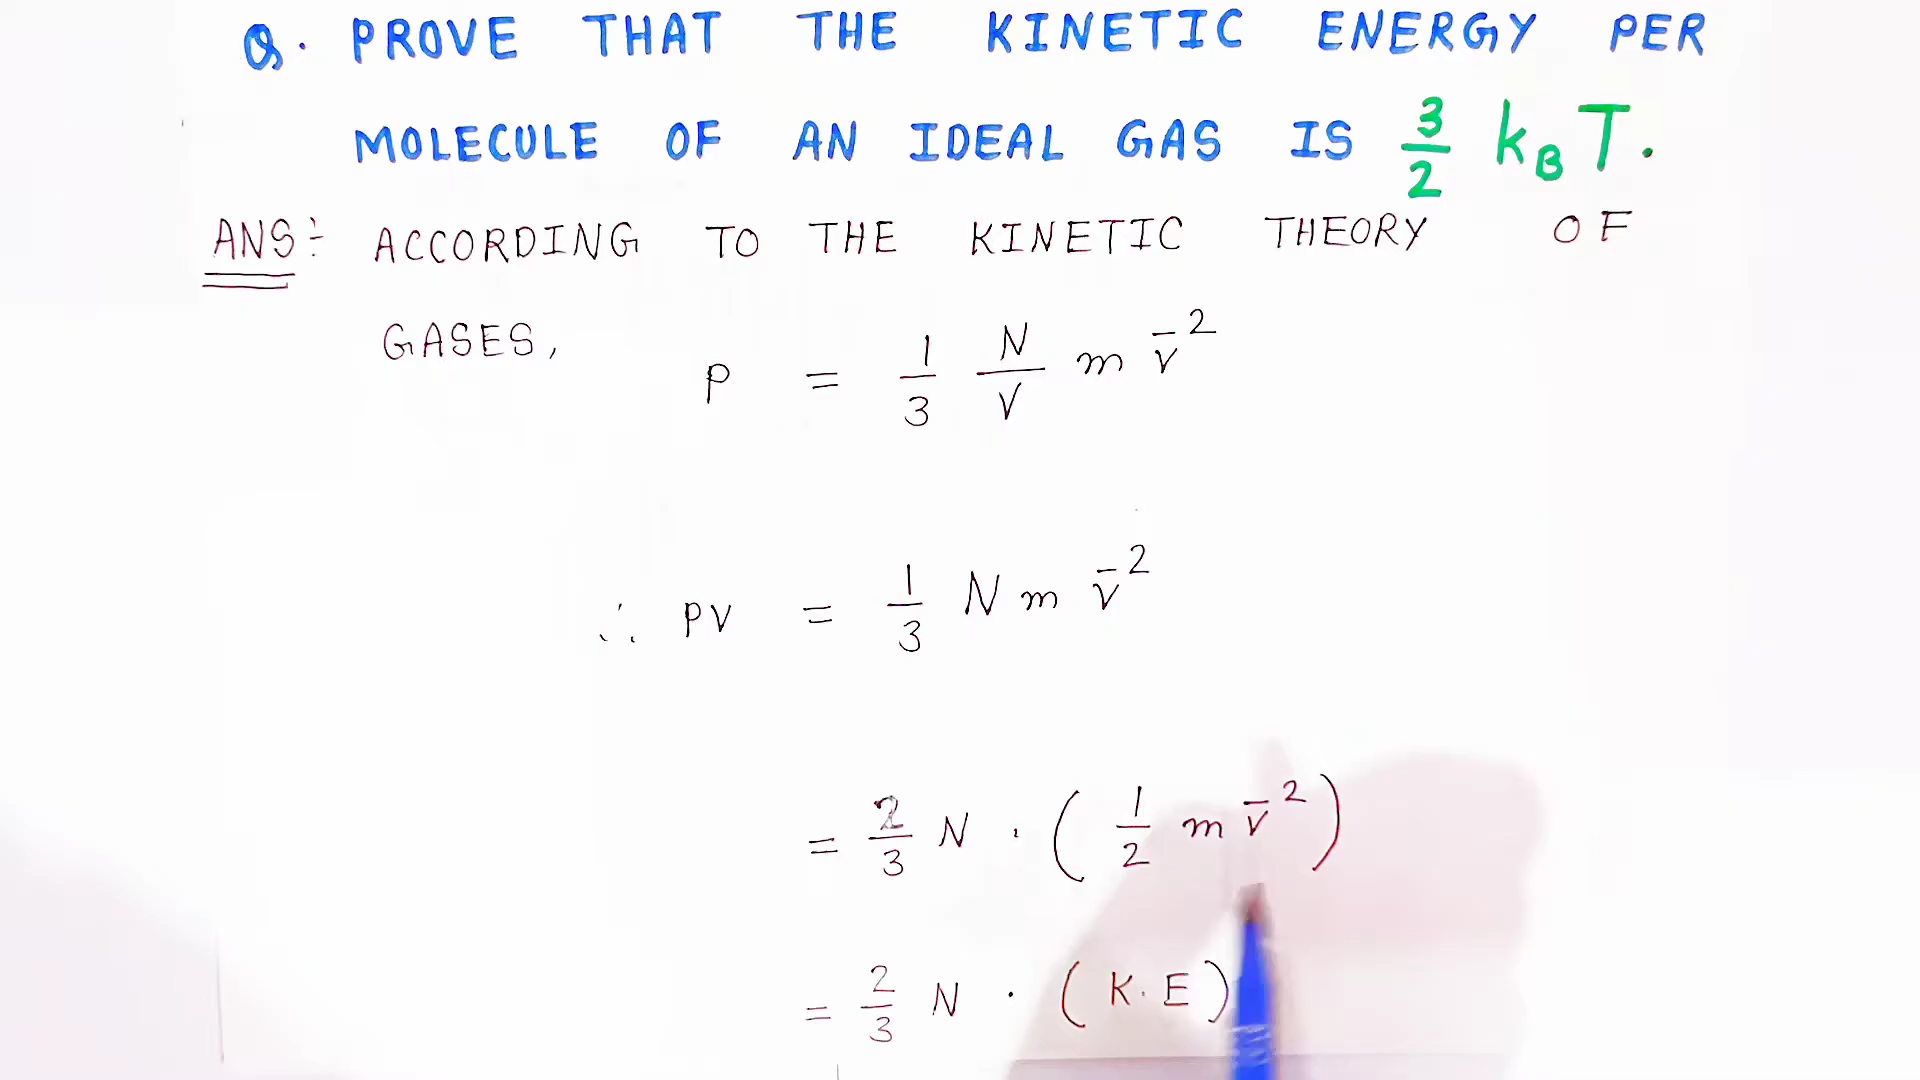 Q. PROVE THAT THE KINETIC ENERGY PER
MOLECULE OF AN IDEAL GAS IS 3/2 k_B T.
ANS:- ACCORDING TO THE KINETIC THEORY OF
GASES,
P = 1/3 N/V m v̄²
∴ PV = 1/3 N m v̄²
= 2/3 N · (1/2 m v̄²)
= 2/3 N · (K.E)